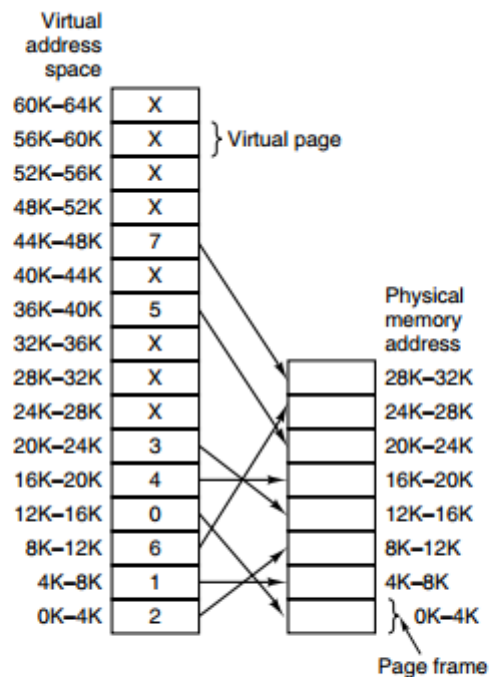 Virtual
address
space
60K–64K X
56K–60K X } Virtual page
52K–56K X
48K–52K X
44K–48K 7
40K–44K X
36K–40K 5
Physical
memory
address
32K–36K X
28K–32K X 28K–32K
24K–28K X 24K–28K
20K–24K 3 20K–24K
16K–20K 4 16K–20K
12K–16K 0 12K–16K
8K–12K 6 8K–12K
4K–8K 1 4K–8K
0K–4K 2 } 0K–4K
Page frame